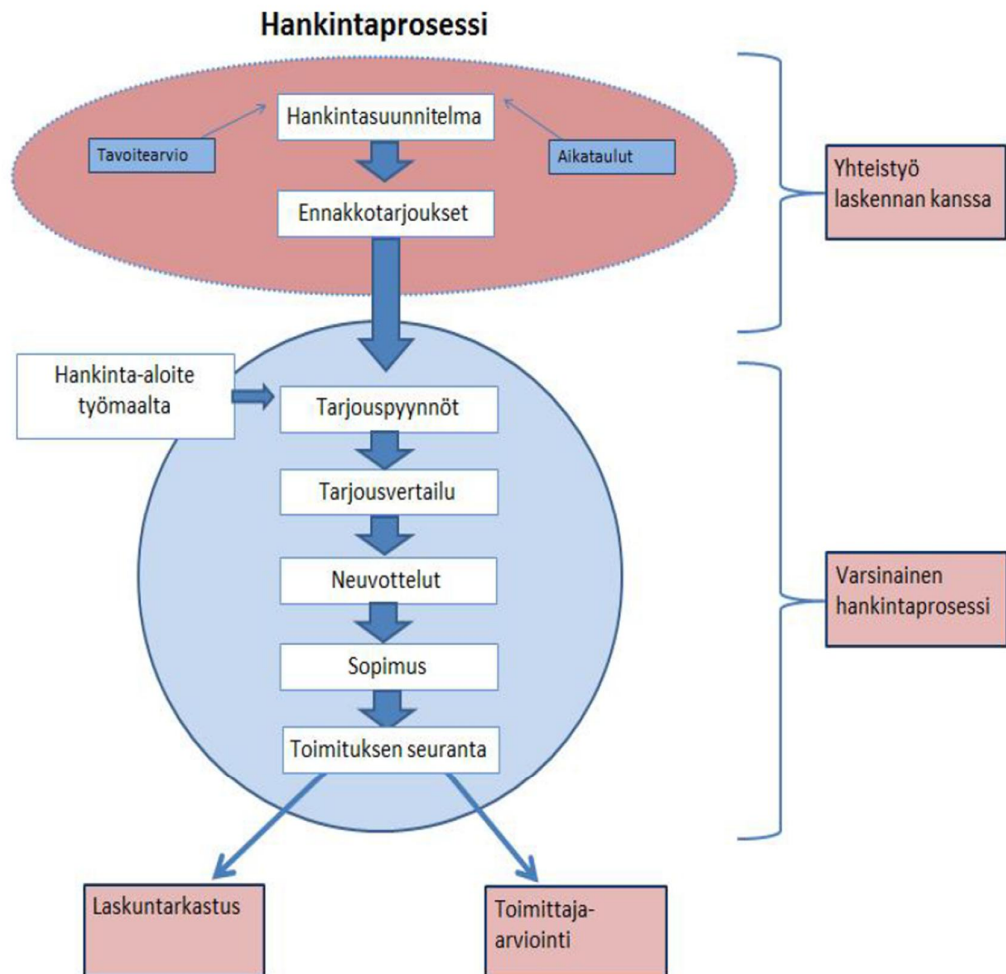 Hankintaprosessi
Hankintasuunnitelma
Tavoitearvio
Aikataulut
Ennakkotarjoukset
Yhteistyö
laskennan kanssa
Hankinta-aloite
työmaalta
Tarjouspyynnöt
Tarjousvertailu
Neuvottelut
Sopimus
Toimituksen seuranta
Varsinainen
hankintaprosessi
Laskuntarkastus
Toimittaja-
arviointi